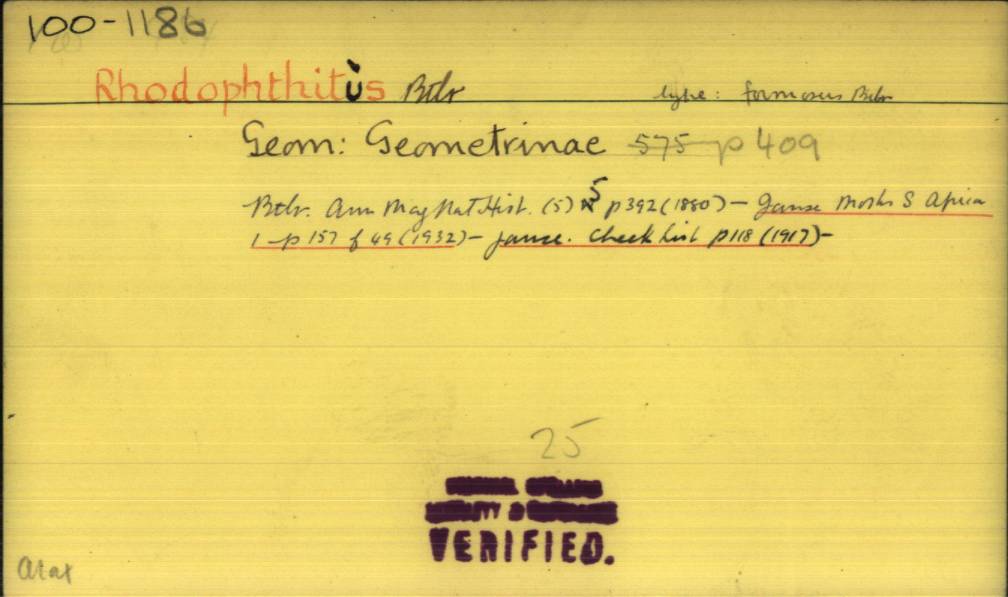 100-1186
Rhodophthitus Btlr type: formosus Btlr
Geom: Geometrinae 575 p 409
Btlr. Ann Mag Nat Hist. (5) 5 p392 (1880) - Janse Moths S Africa
1 - p 157 f 49 (1932) - Janse. Check List p118 (1917) -
25
VERIFIED.